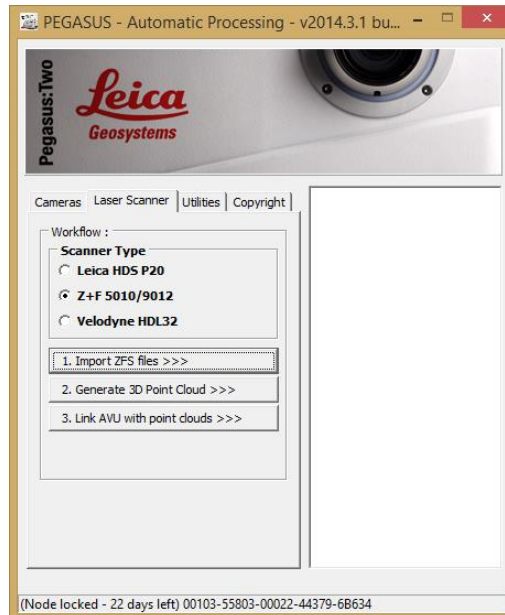 PEGASUS - Automatic Processing - v2014.3.1 bu...
Pegasus:Two
Leica
Geosystems
Cameras Laser Scanner Utilities Copyright
Workflow :
Scanner Type
Leica HDS P20
Z+F 5010/9012
Velodyne HDL32
1. Import ZFS files >>>
2. Generate 3D Point Cloud >>>
3. Link AVU with point clouds >>>
(Node locked - 22 days left) 00103-55803-00022-44379-6B634